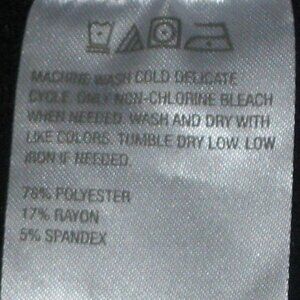 MACHINE WASH COLD DELICATE
CYCLE. ONLY NON-CHLORINE BLEACH
WHEN NEEDED. WASH AND DRY WITH
LIKE COLORS. TUMBLE DRY LOW. LOW
IRON IF NEEDED.
78% POLYESTER
17% RAYON
5% SPANDEX